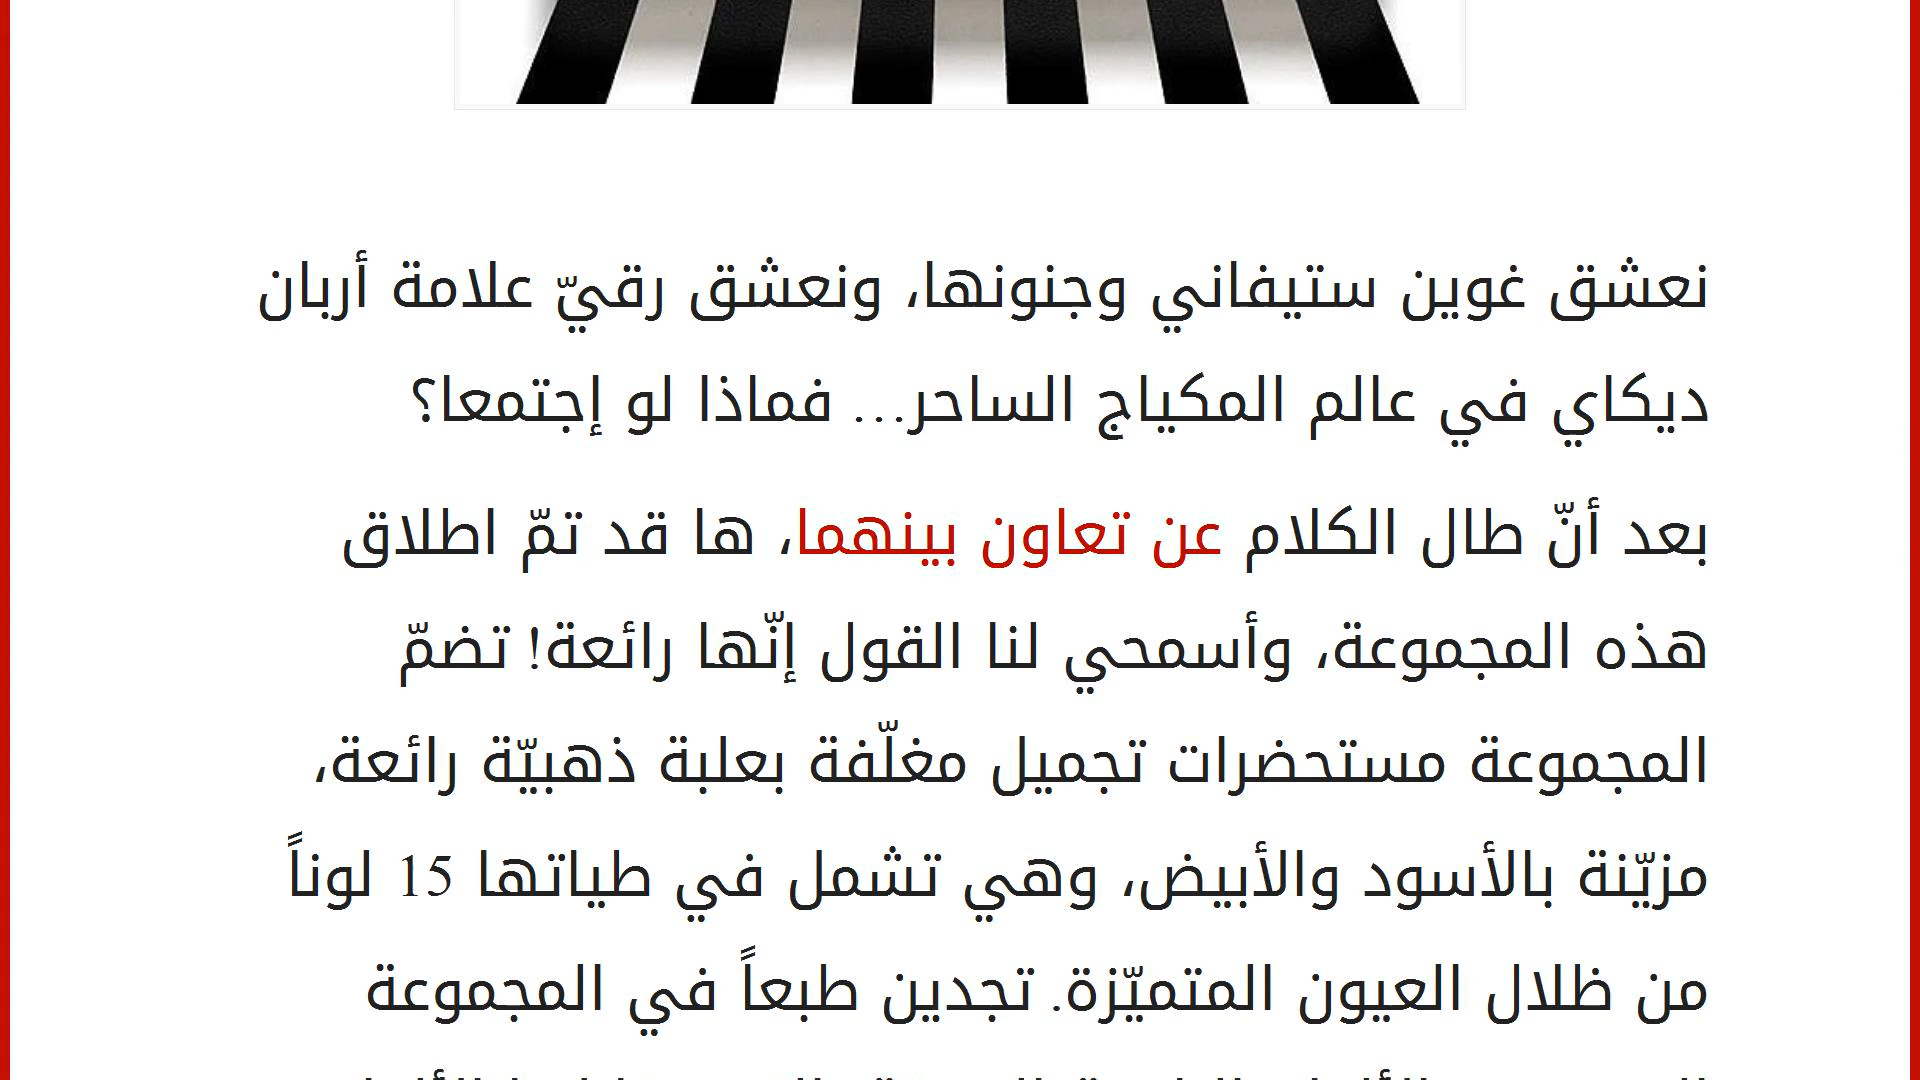 نعشق غوين ستيفاني وجنونها، ونعشق رقيّ علامة أربان
ديكاي في عالم المكياج الساحر… فماذا لو إجتمعا؟
بعد أنّ طال الكلام عن تعاون بينهما، ها قد تمّ اطلاق
هذه المجموعة، وأسمحي لنا القول إنّها رائعة! تضمّ
المجموعة مستحضرات تجميل مغلّفة بعلبة ذهبيّة رائعة،
مزيّنة بالأسود والأبيض، وهي تشمل في طياتها 15 لوناً
من ظلال العيون المتميّزة. تجدين طبعاً في المجموعة